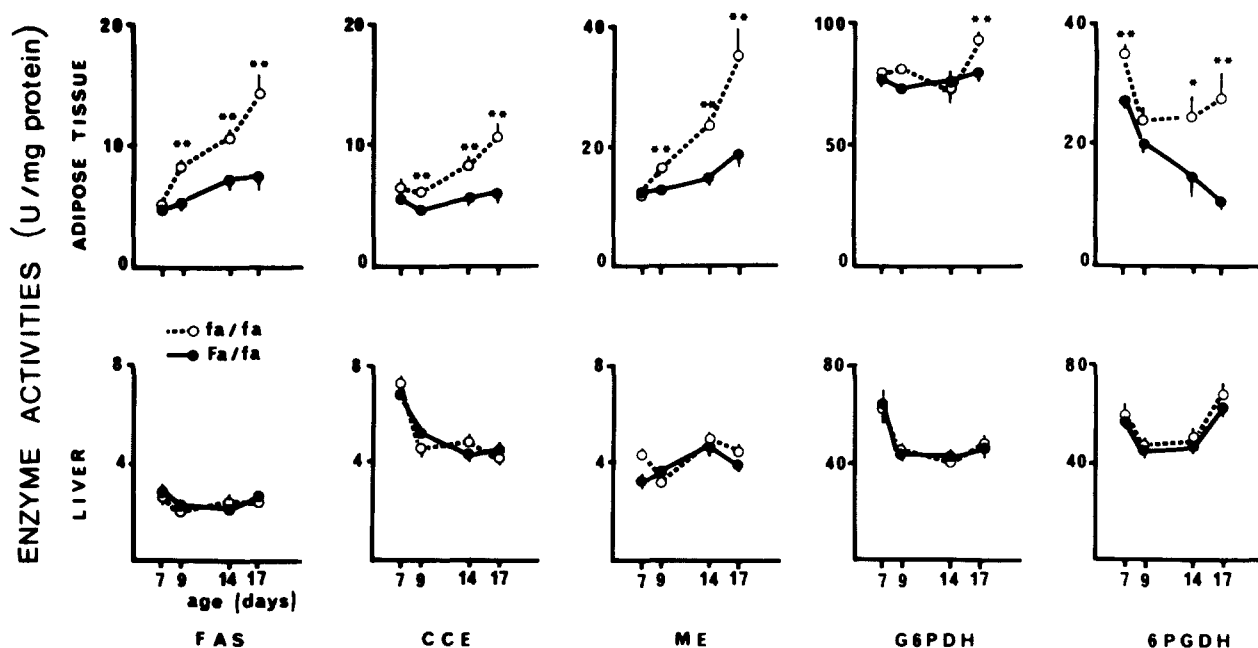 ENZYME ACTIVITIES (U/mg protein)
ADIPOSE TISSUE
20
10
0
**
**
**
20
10
0
**
**
**
40
20
0
**
**
**
100
50
0
**
40
20
0
**
*
**
fa/fa
Fa/fa
LIVER
8
4
7 9 14 17
age (days)
8
4
7 9 14 17
8
4
7 9 14 17
80
40
0
7 9 14 17
80
40
0
7 9 14 17
FAS
CCE
ME
G6PDH
6PGDH